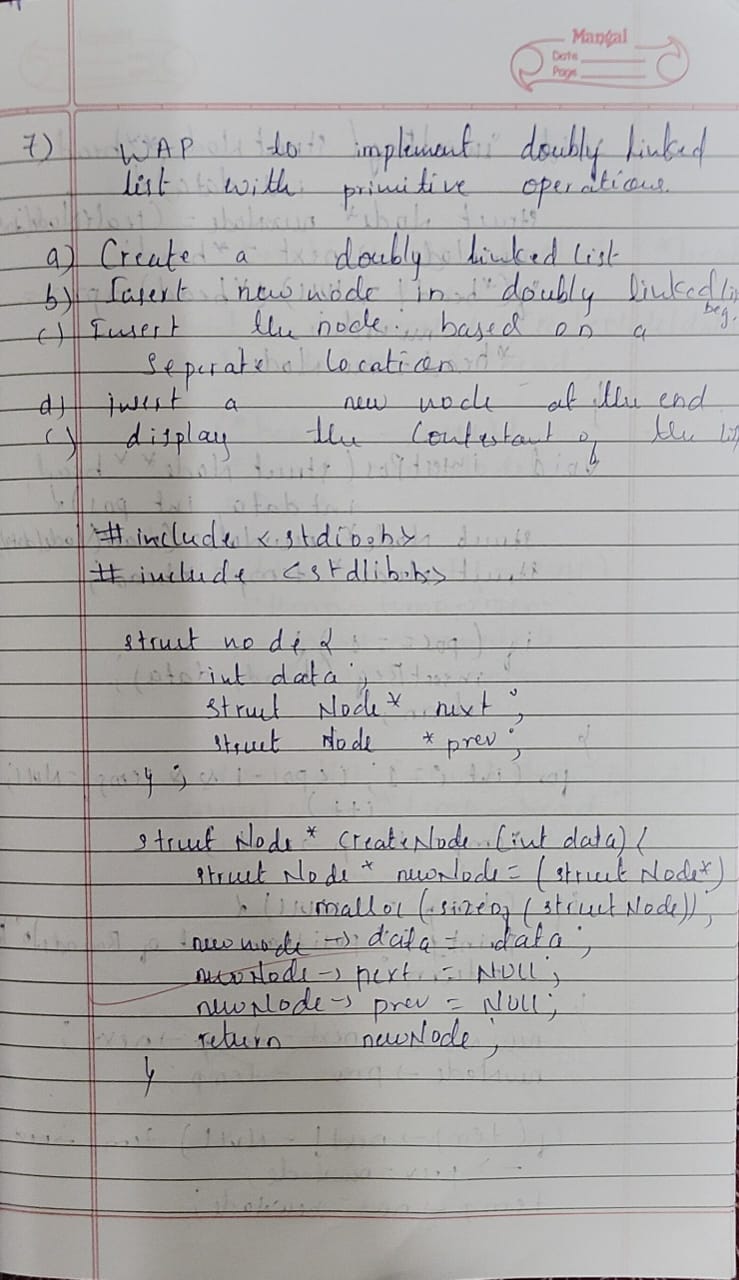 Mangal
Date
Page
7) WAP to implement doubly linked
list with primitive operations.
a) Create a doubly linked list
b) Insert new node in doubly linked li
beg.
c) Insert the node based on a
seperate location
d) insert a new node at the end
c) display the Contestant of the li
# include <stdio.h>
# include <stdlib.h>
struct node {
int data;
struct Node* next;
struct Node * prev;
};
struct Node * createNode (int data) {
struct Node * newNode = (struct Node*)
malloc (sizeof (struct Node));
newnode -> data = data;
newNode -> next = NULL;
newNode -> prev = NULL;
return newNode;
}